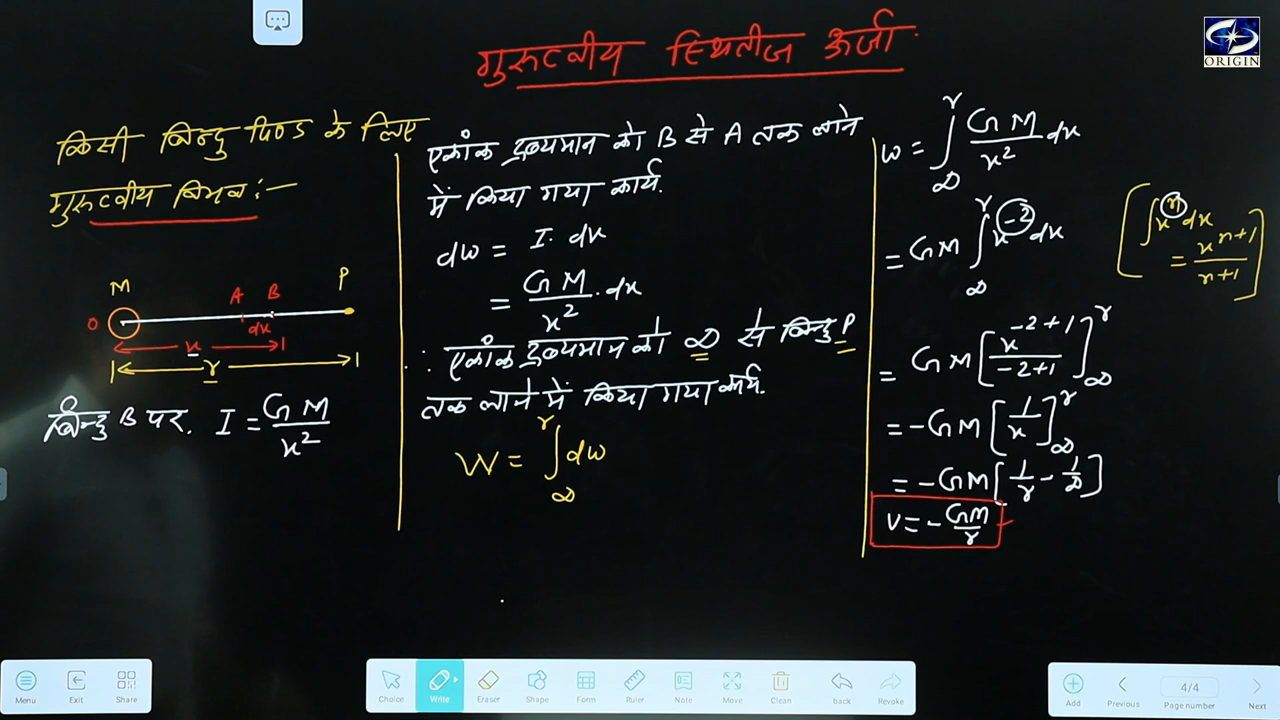 ORIGIN
गुरुत्वीय स्थितीज ऊर्जा.
किसी बिन्दु पिण्ड के लिए
गुरुत्वीय विभव :-
M P
A B
O dx
x
r
बिन्दु B पर. I = GM/x²
एकांक द्रव्यमान को B से A तक लाने
में किया गया कार्य.
dw = I. dx
= GM/x² . dx
∴ एकांक द्रव्यमान को ∞ से बिन्दु P
तक लाने में किया गया कार्य.
W = ∫_∞^r dw
w = ∫_∞^r GM/x² dx
= GM ∫_∞^r x^-2 dx
[∫x^n dx
= x^(n+1)/(n+1)]
= GM [x^(-2+1)/(-2+1)]_∞^r
= -GM [1/x]_∞^r
= -GM [1/r - 1/∞]
V = -GM/r
Menu Exit Share
Choice Write Eraser Shape Form Ruler Note Move Clean back Revoke
Add Previous 4/4 Page number Next